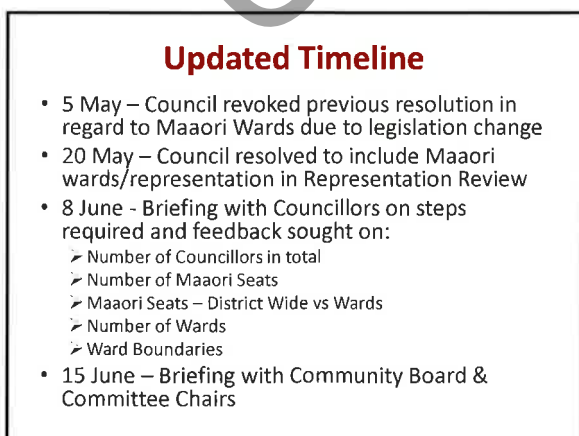 Updated Timeline
• 5 May – Council revoked previous resolution in
regard to Maaori Wards due to legislation change
• 20 May – Council resolved to include Maaori
wards/representation in Representation Review
• 8 June - Briefing with Councillors on steps
required and feedback sought on:
➢ Number of Councillors in total
➢ Number of Maaori Seats
➢ Maaori Seats – District Wide vs Wards
➢ Number of Wards
➢ Ward Boundaries
• 15 June – Briefing with Community Board &
Committee Chairs